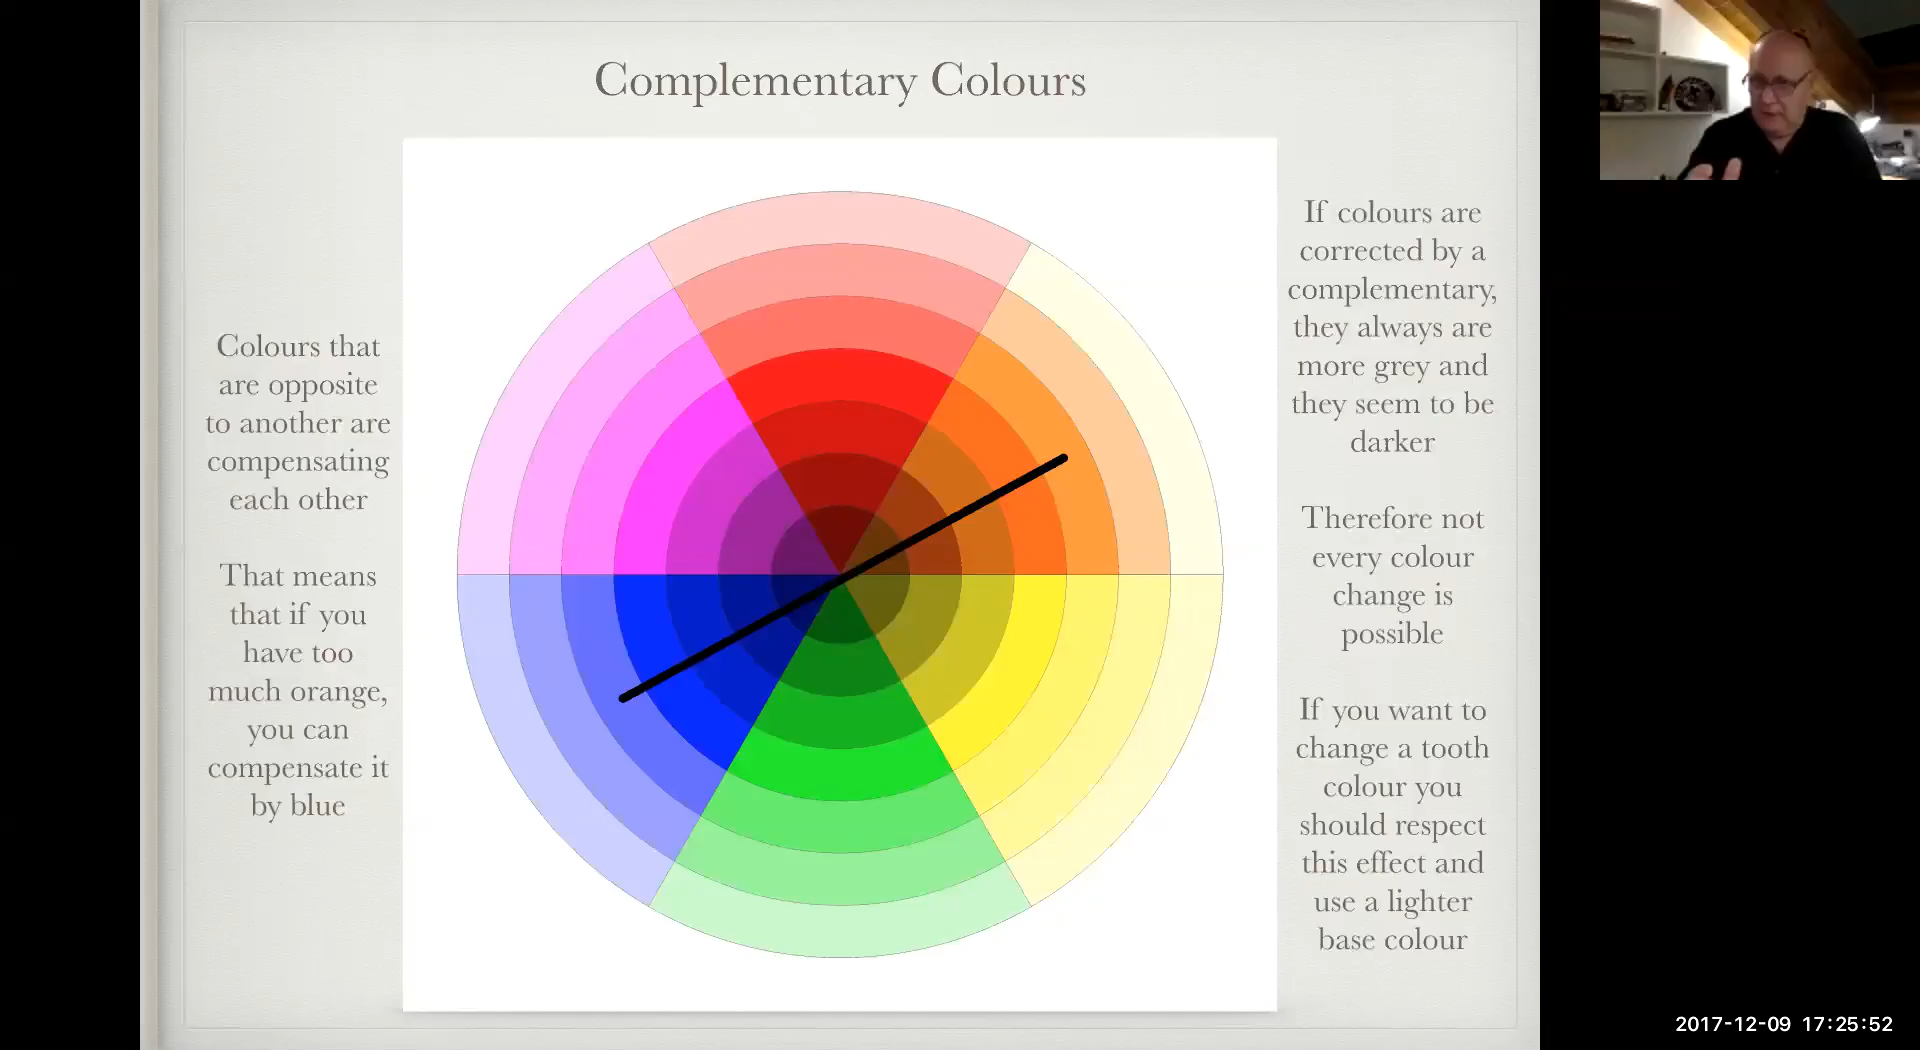 Complementary Colours
Colours that
are opposite
to another are
compensating
each other
That means
that if you
have too
much orange,
you can
compensate it
by blue
If colours are
corrected by a
complementary,
they always are
more grey and
they seem to be
darker
Therefore not
every colour
change is
possible
If you want to
change a tooth
colour you
should respect
this effect and
use a lighter
base colour
2017-12-09 17:25:52